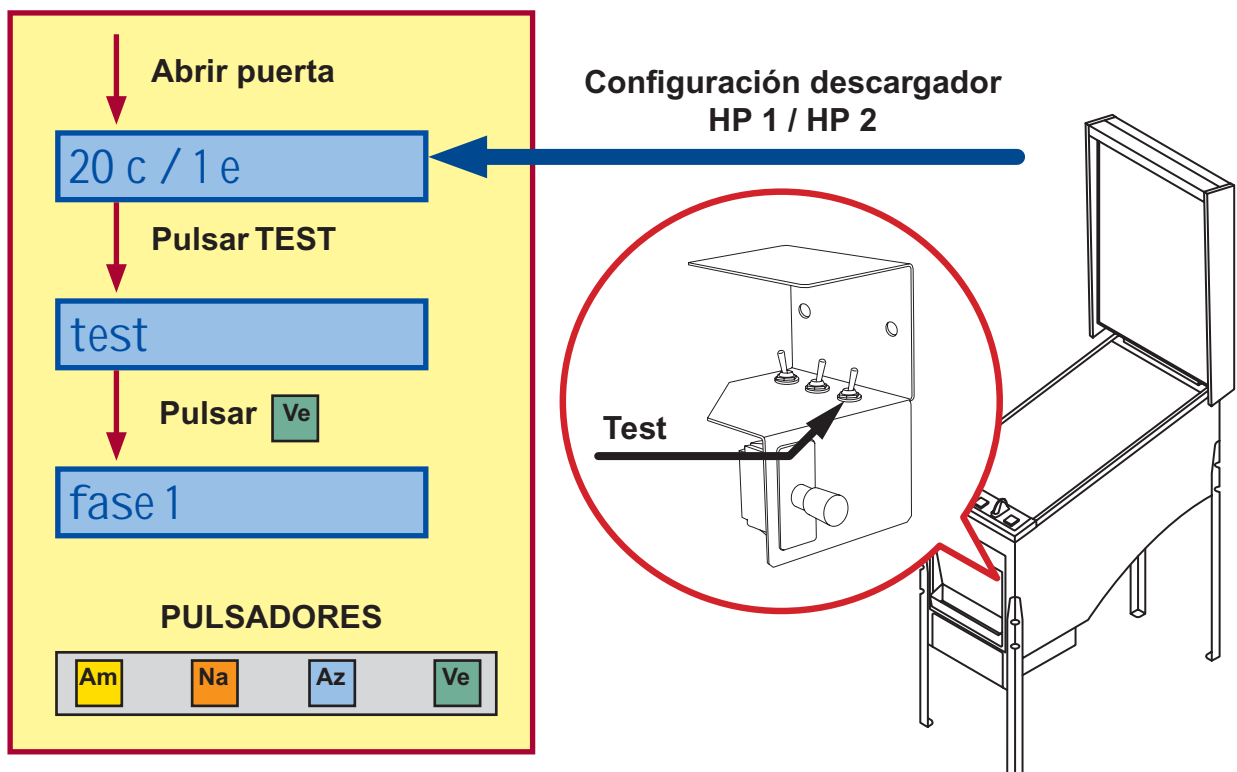 Abrir puerta
20 c / 1 e
Pulsar TEST
test
Pulsar Ve
fase 1
PULSADORES
Am Na Az Ve
Configuración descargador
HP 1 / HP 2
Test